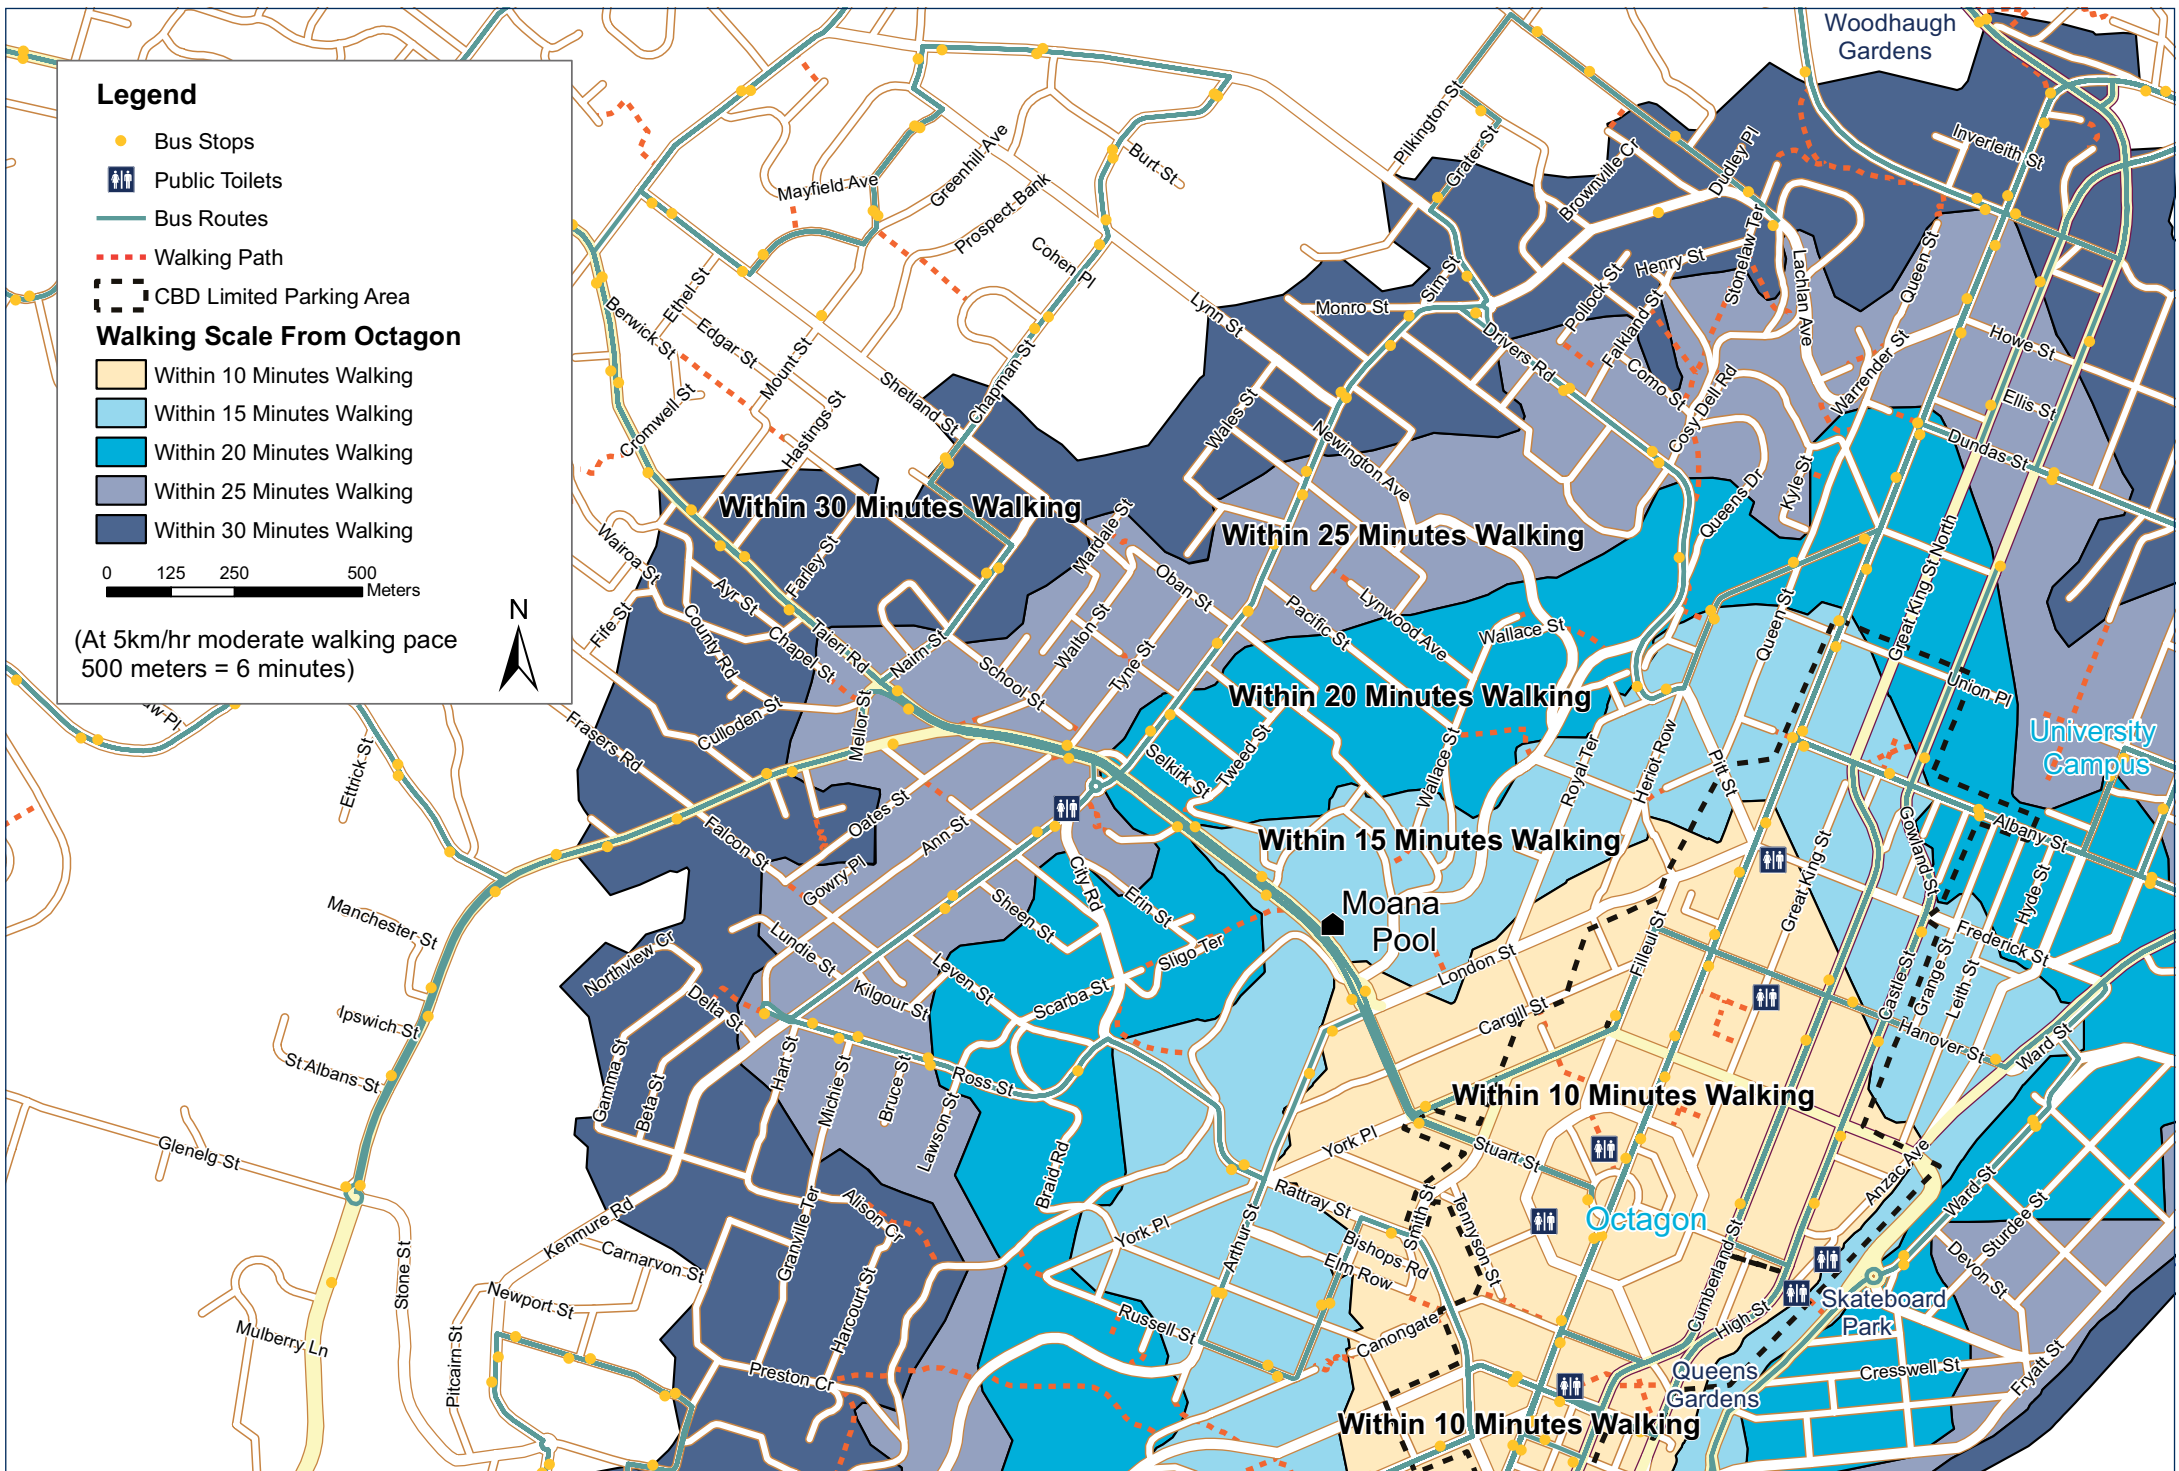 Legend
Bus Stops
Public Toilets
Bus Routes
Walking Path
CBD Limited Parking Area
Walking Scale From Octagon
Within 10 Minutes Walking
Within 15 Minutes Walking
Within 20 Minutes Walking
Within 25 Minutes Walking
Within 30 Minutes Walking
0 125 250 500
Meters
N
(At 5km/hr moderate walking pace
500 meters = 6 minutes)
Woodhaugh
Gardens
Pilkington St
Grater St
Brownville Cr
Dudley Pl
Inverleith St
Burt St
Greenhill Ave
Mayfield Ave
Prospect Bank
Cohen Pl
Stonelaw Ter
Lachlan Ave
Queen St
Henry St
Pollock St
Falkland St
Sim St
Monro St
Lynn St
Drivers Rd
Como St
Cosy Dell Rd
Warrender St
Howe St
Ellis St
Dundas St
Ethel St
Berwick St
Edgar St
Mount St
Shetland St
Chapman St
Cromwell St
Hastings St
Wales St
Newington Ave
Queens Dr
Kyle St
Within 30 Minutes Walking
Within 25 Minutes Walking
Mardale St
Wairoa St
Farley St
Ayr St
Oban St
Pacific St
Lynwood Ave
Wallace St
Queen St
Great King St North
Fife St
County Rd
Chapel St
Taieri Rd
Nairn St
School St
Walton St
Tyne St
Union Pl
Within 20 Minutes Walking
University
Campus
Frasers Rd
Culloden St
Mellor St
Selkirk St
Tweed St
Wallace St
Royal Ter
Heriot Row
Pitt St
Ettrick St
Falcon St
Oates St
Ann St
Gowry Pl
Within 15 Minutes Walking
Gowland St
Albany St
Great King St
Hyde St
City Rd
Erin St
Sheen St
Moana
Pool
Manchester St
Northview Cr
Lundie St
Leven St
Sligo Ter
Scarba St
London St
Filleul St
Frederick St
Castle St
Grange St
Leith St
Ipswich St
Delta St
Kilgour St
Cargill St
Hanover St
Ward St
St Albans St
Gamma St
Beta St
Hart St
Michie St
Bruce St
Ross St
Lawson St
Within 10 Minutes Walking
Glenelg St
York Pl
Stuart St
Anzac Ave
Braid Rd
Ward St
Sturdee St
Kenmure Rd
Granville Ter
Alison Cr
York Pl
Arthur St
Rattray St
Smith St
Tennyson St
Octagon
Bishops Rd
Elm Row
Devon St
Stone St
Carnarvon St
Harcourt St
Newport St
Cumberland St
High St
Skateboard
Park
Mulberry Ln
Pitcairn St
Russell St
Canongate
Preston Cr
Queens
Gardens
Cresswell St
Fryatt St
Within 10 Minutes Walking